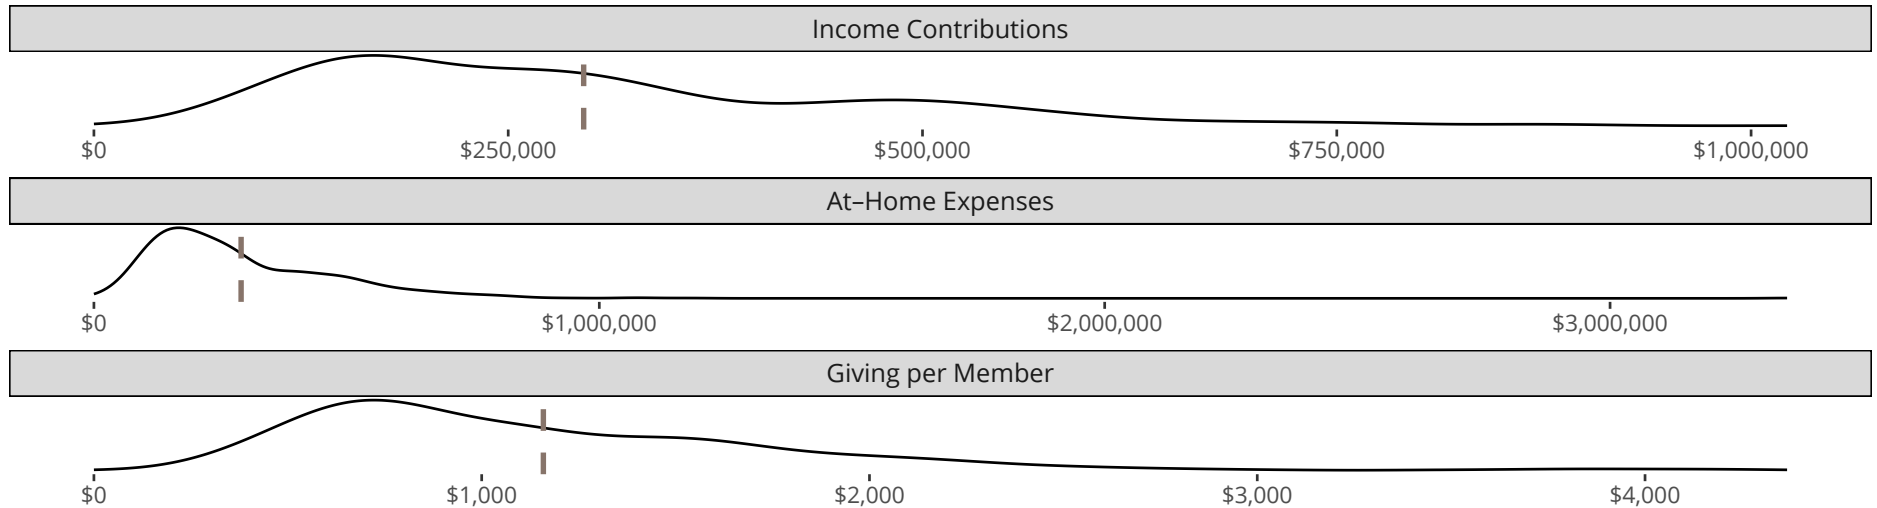 Income Contributions
$0 $250,000 $500,000 $750,000 $1,000,000
At–Home Expenses
$0 $1,000,000 $2,000,000 $3,000,000
Giving per Member
$0 $1,000 $2,000 $3,000 $4,000